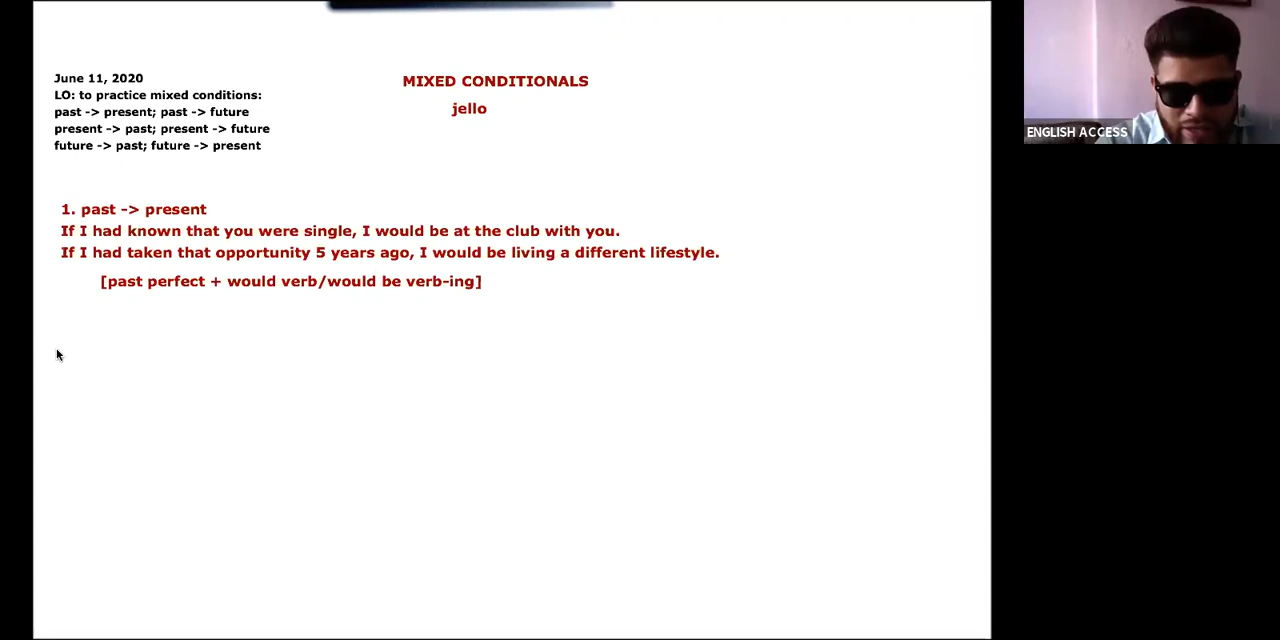 June 11, 2020
LO: to practice mixed conditions:
past -> present; past -> future
present -> past; present -> future
future -> past; future -> present
MIXED CONDITIONALS
jello
1. past -> present
If I had known that you were single, I would be at the club with you.
If I had taken that opportunity 5 years ago, I would be living a different lifestyle.
[past perfect + would verb/would be verb-ing]
ENGLISH ACCESS